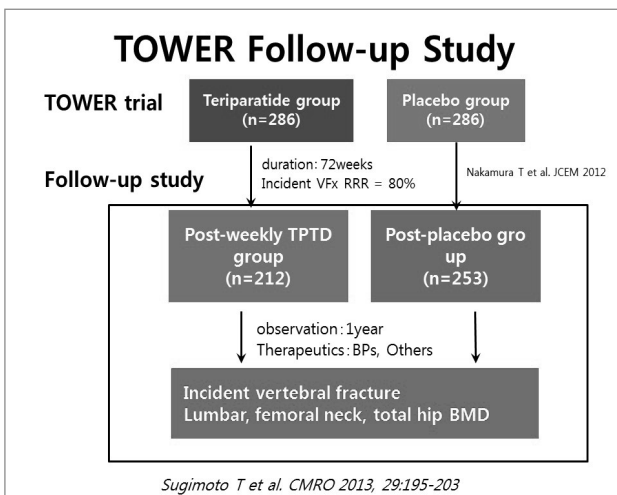 TOWER Follow-up Study
TOWER trial
Teriparatide group
(n=286)
Placebo group
(n=286)
duration: 72weeks
Incident VFx RRR = 80%
Nakamura T et al. JCEM 2012
Follow-up study
Post-weekly TPTD
group
(n=212)
Post-placebo gro
up
(n=253)
observation: 1year
Therapeutics: BPs, Others
Incident vertebral fracture
Lumbar, femoral neck, total hip BMD
Sugimoto T et al. CMRO 2013, 29:195-203